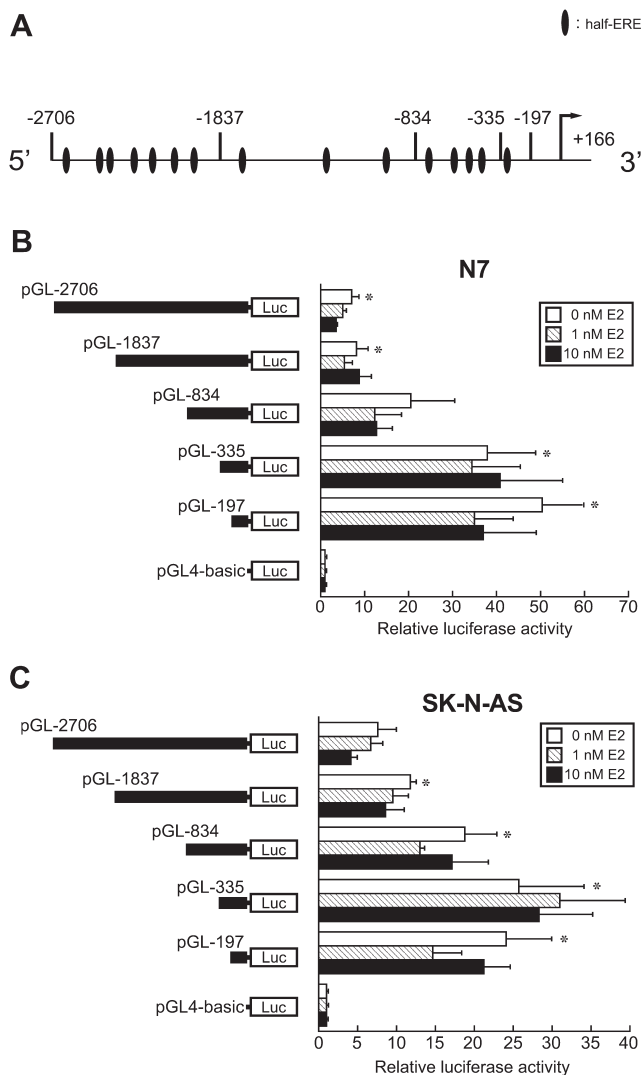 A
: half-ERE
-2706 -1837 -834 -335 -197
+166
5' 3'
B
N7
pGL-2706 Luc
pGL-1837 Luc
pGL-834 Luc
pGL-335 Luc
pGL-197 Luc
pGL4-basic Luc
*
*
*
*
0 nM E2
1 nM E2
10 nM E2
0 10 20 30 40 50 60 70
Relative luciferase activity
C
SK-N-AS
pGL-2706 Luc
pGL-1837 Luc
pGL-834 Luc
pGL-335 Luc
pGL-197 Luc
pGL4-basic Luc
*
*
*
*
0 nM E2
1 nM E2
10 nM E2
0 5 10 15 20 25 30 35 40
Relative luciferase activity